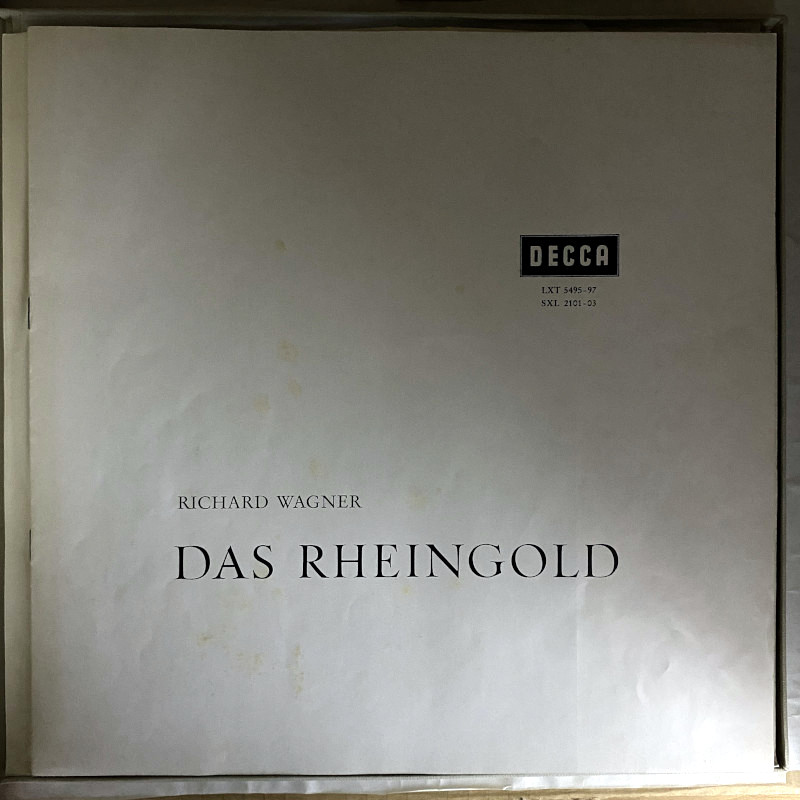 DECCA
LXT 5495-97
SXL 2101-03
RICHARD WAGNER
DAS RHEINGOLD